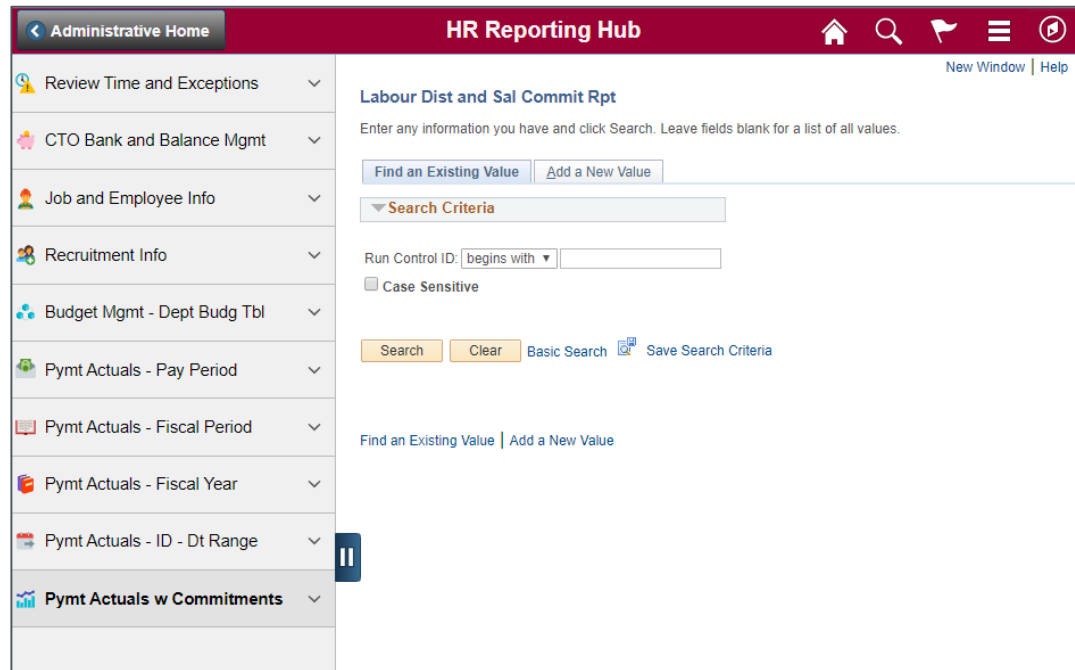 Administrative Home
HR Reporting Hub
New Window | Help
Review Time and Exceptions
CTO Bank and Balance Mgmt
Job and Employee Info
Recruitment Info
Budget Mgmt - Dept Budg Tbl
Pymt Actuals - Pay Period
Pymt Actuals - Fiscal Period
Pymt Actuals - Fiscal Year
Pymt Actuals - ID - Dt Range
Pymt Actuals w Commitments
Labour Dist and Sal Commit Rpt
Enter any information you have and click Search. Leave fields blank for a list of all values.
Find an Existing Value Add a New Value
Search Criteria
Run Control ID: begins with
Case Sensitive
Search Clear Basic Search Save Search Criteria
Find an Existing Value | Add a New Value